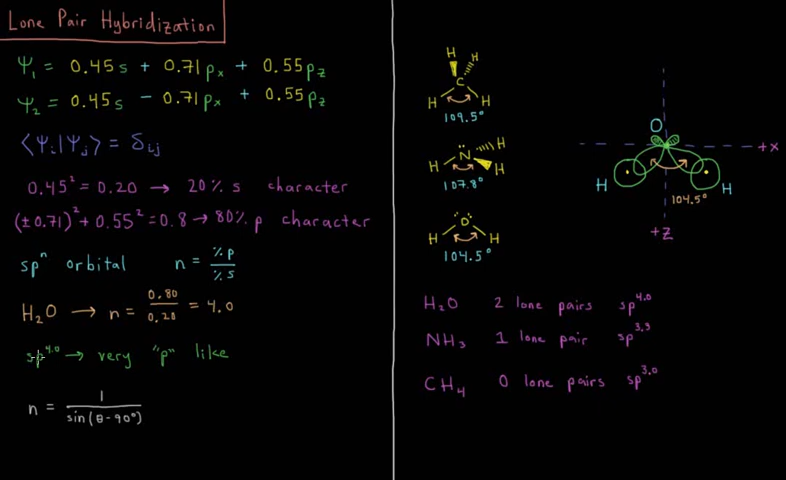 Lone Pair Hybridization
Ψ₁ = 0.45s + 0.71pₓ + 0.55p_z
Ψ₂ = 0.45s - 0.71pₓ + 0.55p_z
⟨Ψᵢ|Ψⱼ⟩ = δᵢⱼ
0.45² = 0.20 → 20% s character
(±0.71)² + 0.55² = 0.8 → 80% p character
spⁿ orbital n = %p / %s
H₂O → n = 0.80 / 0.20 = 4.0
sp⁴·⁰ → very "p" like
n = 1 / sin(θ-90°)
H H
C
H H
109.5°
H N H
H
107.8°
H O H
104.5°
O
+x
H H
104.5°
+Z
H₂O 2 lone pairs sp⁴·⁰
NH₃ 1 lone pair sp³·³
CH₄ 0 lone pairs sp³·⁰